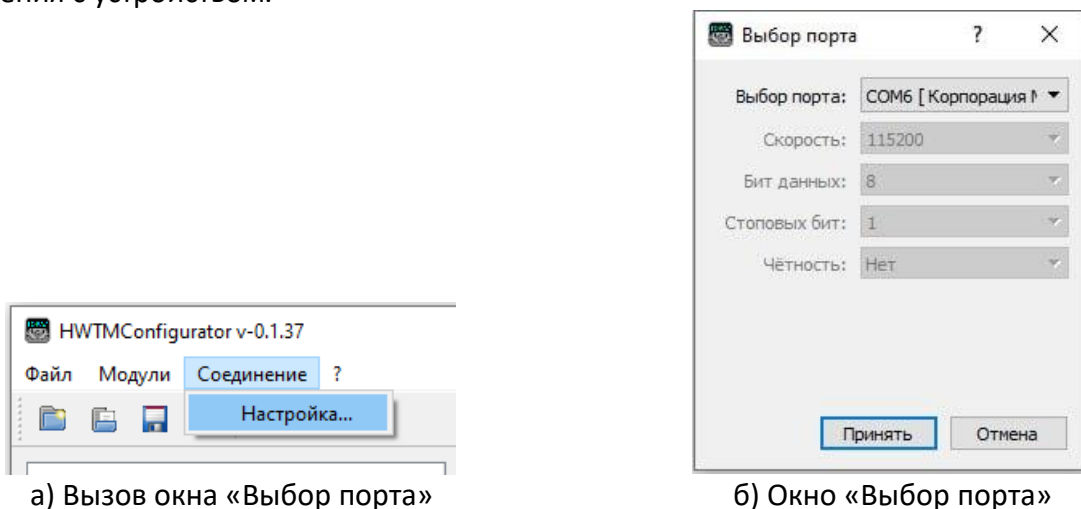 с устройством.
HWTMConfigurator v-0.1.37
Файл Модули Соединение ?
Настройка...
а) Вызов окна «Выбор порта»
Выбор порта ? ×
Выбор порта: COM6 [ Корпорация
Скорость: 115200
Бит данных: 8
Стоповых бит: 1
Чётность: Нет
Принять Отмена
б) Окно «Выбор порта»